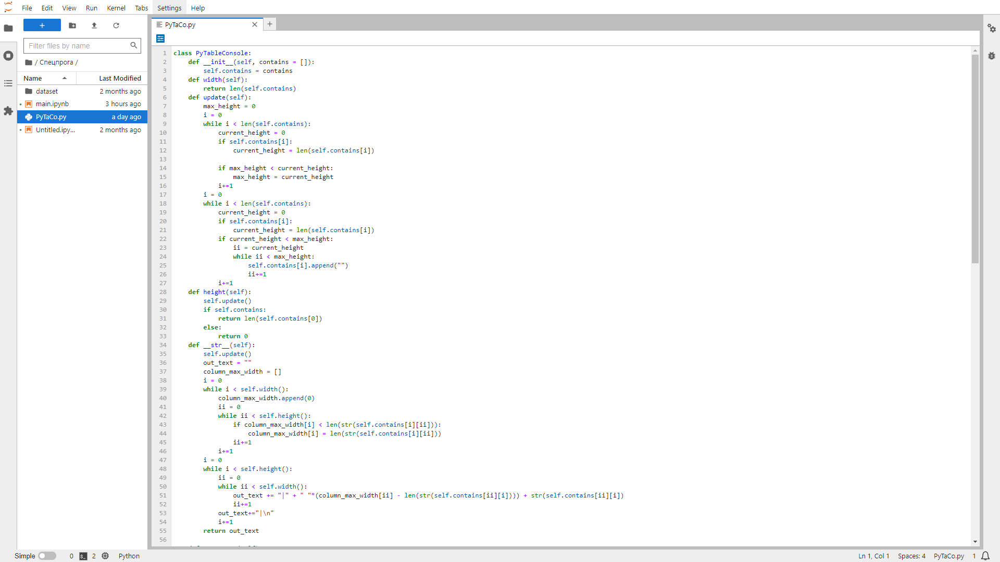 File Edit View Run Kernel Tabs Settings Help
+
Filter files by name
/ Спецпрога /
Name Last Modified
dataset 2 months ago
main.ipynb 3 hours ago
PyTaCo.py a day ago
Untitled.ipy... 2 months ago
PyTaCo.py
1 class PyTableConsole:
2     def __init__(self, contains = []):
3         self.contains = contains
4     def width(self):
5         return len(self.contains)
6     def update(self):
7         max_height = 0
8         i = 0
9         while i < len(self.contains):
10             current_height = 0
11             if self.contains[i]:
12                 current_height = len(self.contains[i])
13
14             if max_height < current_height:
15                 max_height = current_height
16             i+=1
17         i = 0
18         while i < len(self.contains):
19             current_height = 0
20             if self.contains[i]:
21                 current_height = len(self.contains[i])
22             if current_height < max_height:
23                 ii = current_height
24                 while ii < max_height:
25                     self.contains[i].append("")
26                     ii+=1
27             i+=1
28     def height(self):
29         self.update()
30         if self.contains:
31             return len(self.contains[0])
32         else:
33             return 0
34     def __str__(self):
35         self.update()
36         out_text = ""
37         column_max_width = []
38         i = 0
39         while i < self.width():
40             column_max_width.append(0)
41             ii = 0
42             while ii < self.height():
43                 if column_max_width[i] < len(str(self.contains[i][ii])):
44                     column_max_width[i] = len(str(self.contains[i][ii]))
45                 ii+=1
46             i+=1
47         i = 0
48         while i < self.height():
49             ii = 0
50             while ii < self.width():
51                 out_text += "|" + " "*(column_max_width[ii] - len(str(self.contains[ii][i]))) + str(self.contains[ii][i])
52                 ii+=1
53             out_text+="|\n"
54             i+=1
55         return out_text
56
Simple 0 2 Python Ln 1, Col 1 Spaces: 4 PyTaCo.py 1